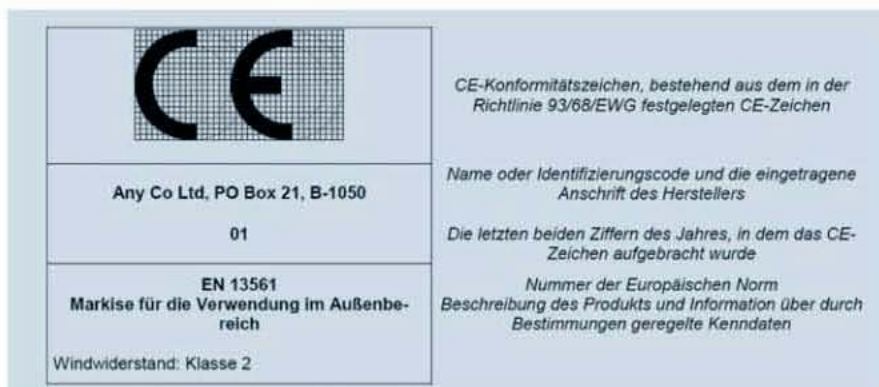 CE
CE-Konformitätszeichen, bestehend aus dem in der
Richtlinie 93/68/EWG festgelegten CE-Zeichen
Any Co Ltd, PO Box 21, B-1050
Name oder Identifizierungscode und die eingetragene
Anschrift des Herstellers
01
Die letzten beiden Ziffern des Jahres, in dem das CE-
Zeichen aufgebracht wurde
EN 13561
Markise für die Verwendung im Außenbe-
reich
Windwiderstand: Klasse 2
Nummer der Europäischen Norm
Beschreibung des Produkts und Information über durch
Bestimmungen geregelte Kenndaten